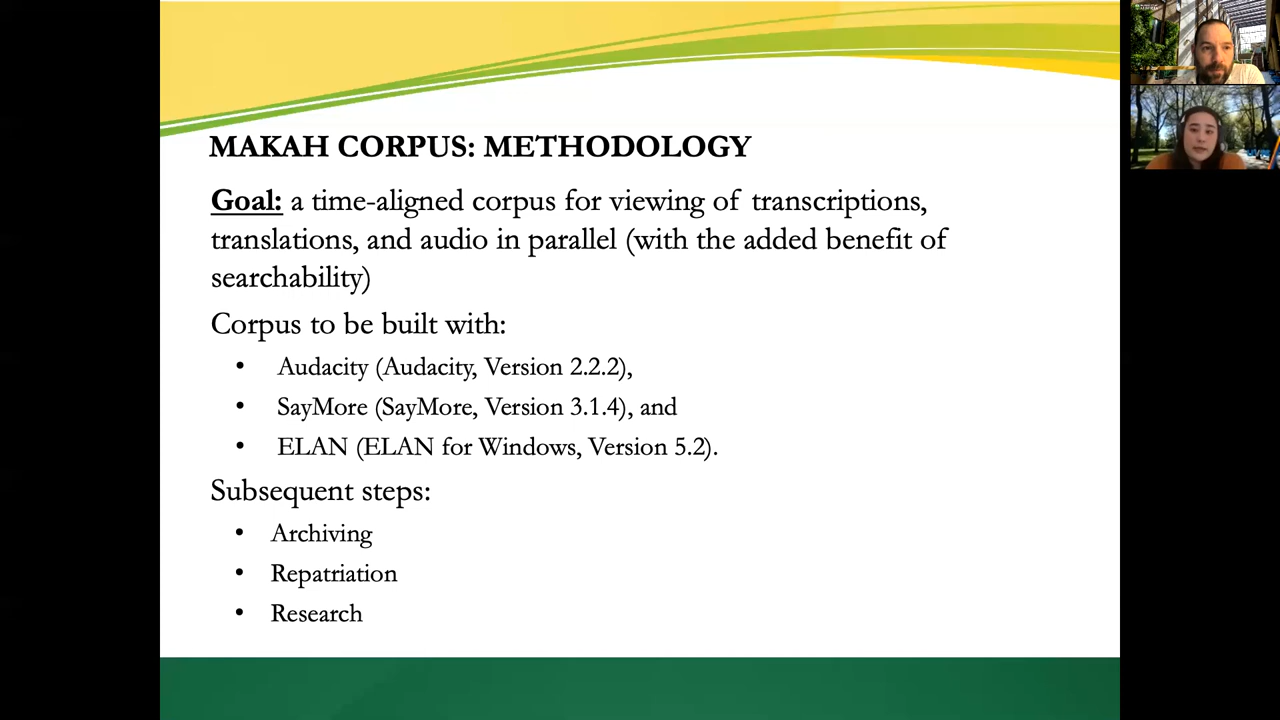 MAKAH CORPUS: METHODOLOGY
Goal: a time-aligned corpus for viewing of transcriptions,
translations, and audio in parallel (with the added benefit of
searchability)
Corpus to be built with:
• Audacity (Audacity, Version 2.2.2),
• SayMore (SayMore, Version 3.1.4), and
• ELAN (ELAN for Windows, Version 5.2).
Subsequent steps:
• Archiving
• Repatriation
• Research